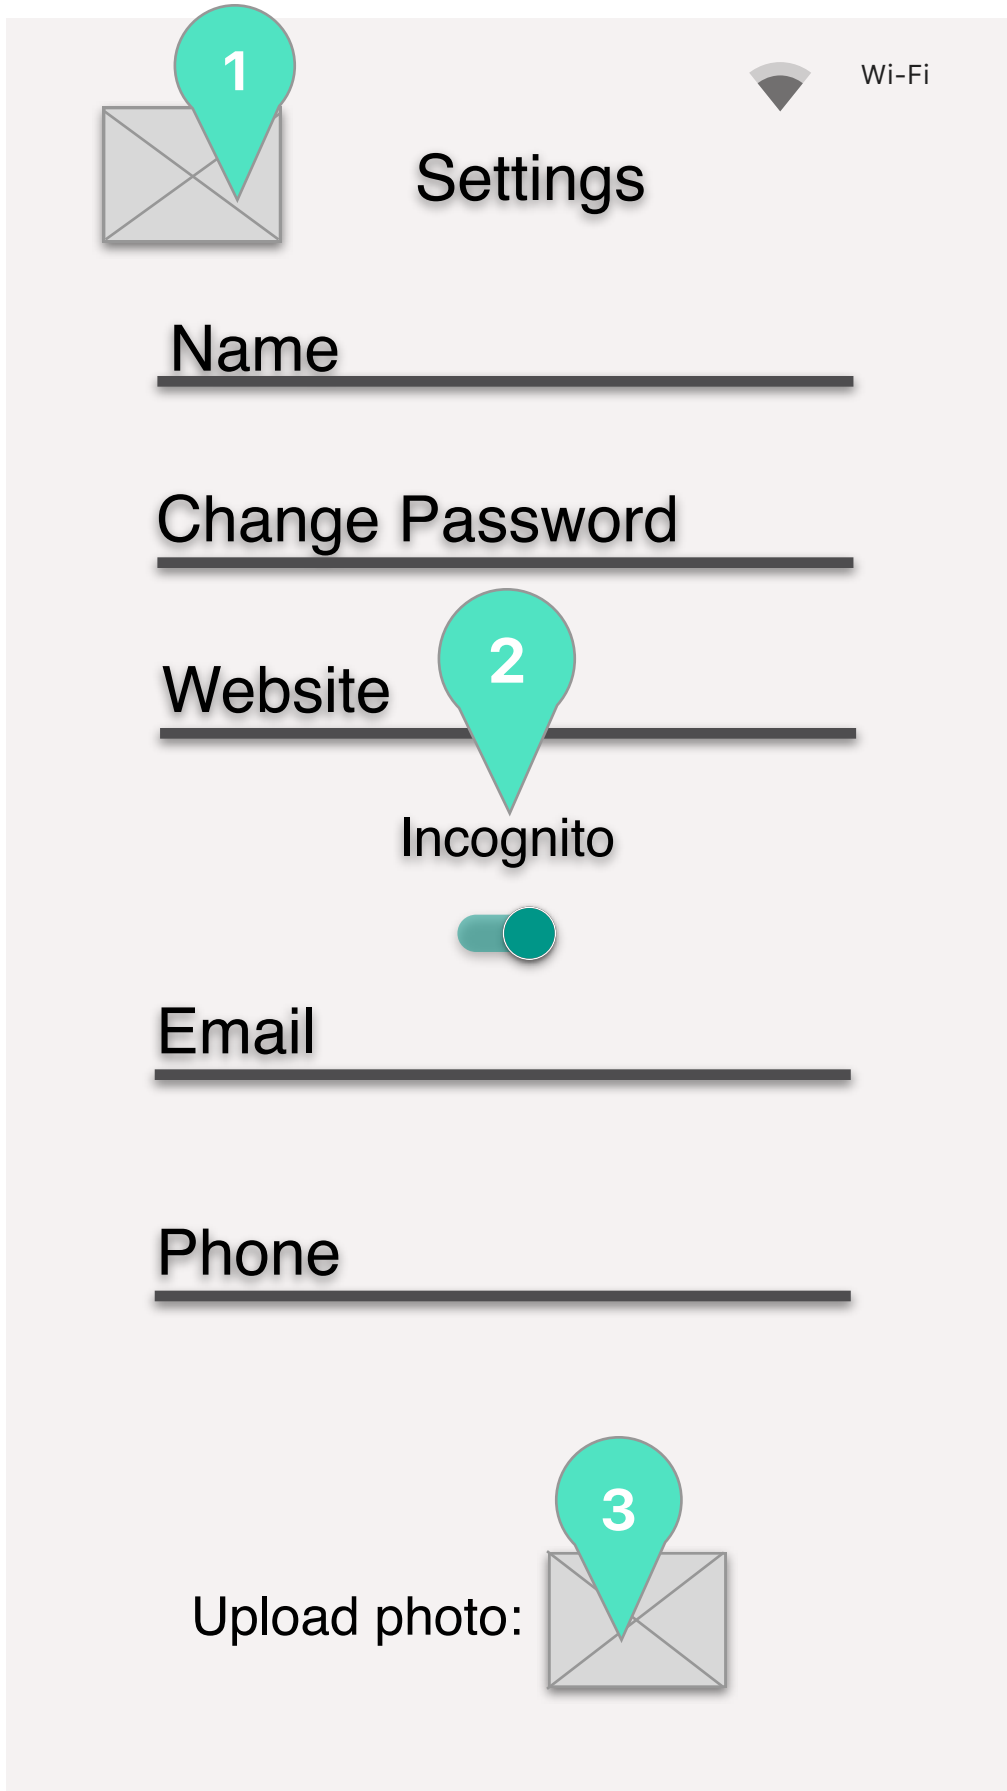 1
Wi-Fi
Settings
Name
Change Password
2
Website
Incognito
Email
Phone
3
Upload photo: